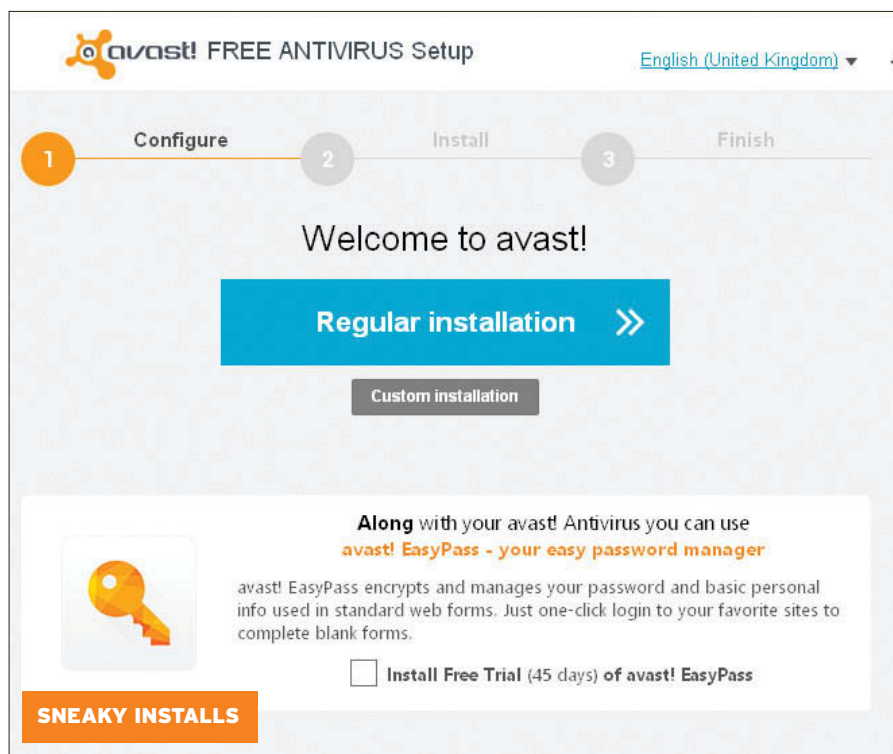 avast! FREE ANTIVIRUS Setup
English (United Kingdom)
1 Configure 2 Install 3 Finish
Welcome to avast!
Regular installation
Custom installation
Along with your avast! Antivirus you can use
avast! EasyPass - your easy password manager
avast! EasyPass encrypts and manages your password and basic personal
info used in standard web forms. Just one-click login to your favorite sites to
complete blank forms.
Install Free Trial (45 days) of avast! EasyPass
SNEAKY INSTALLS